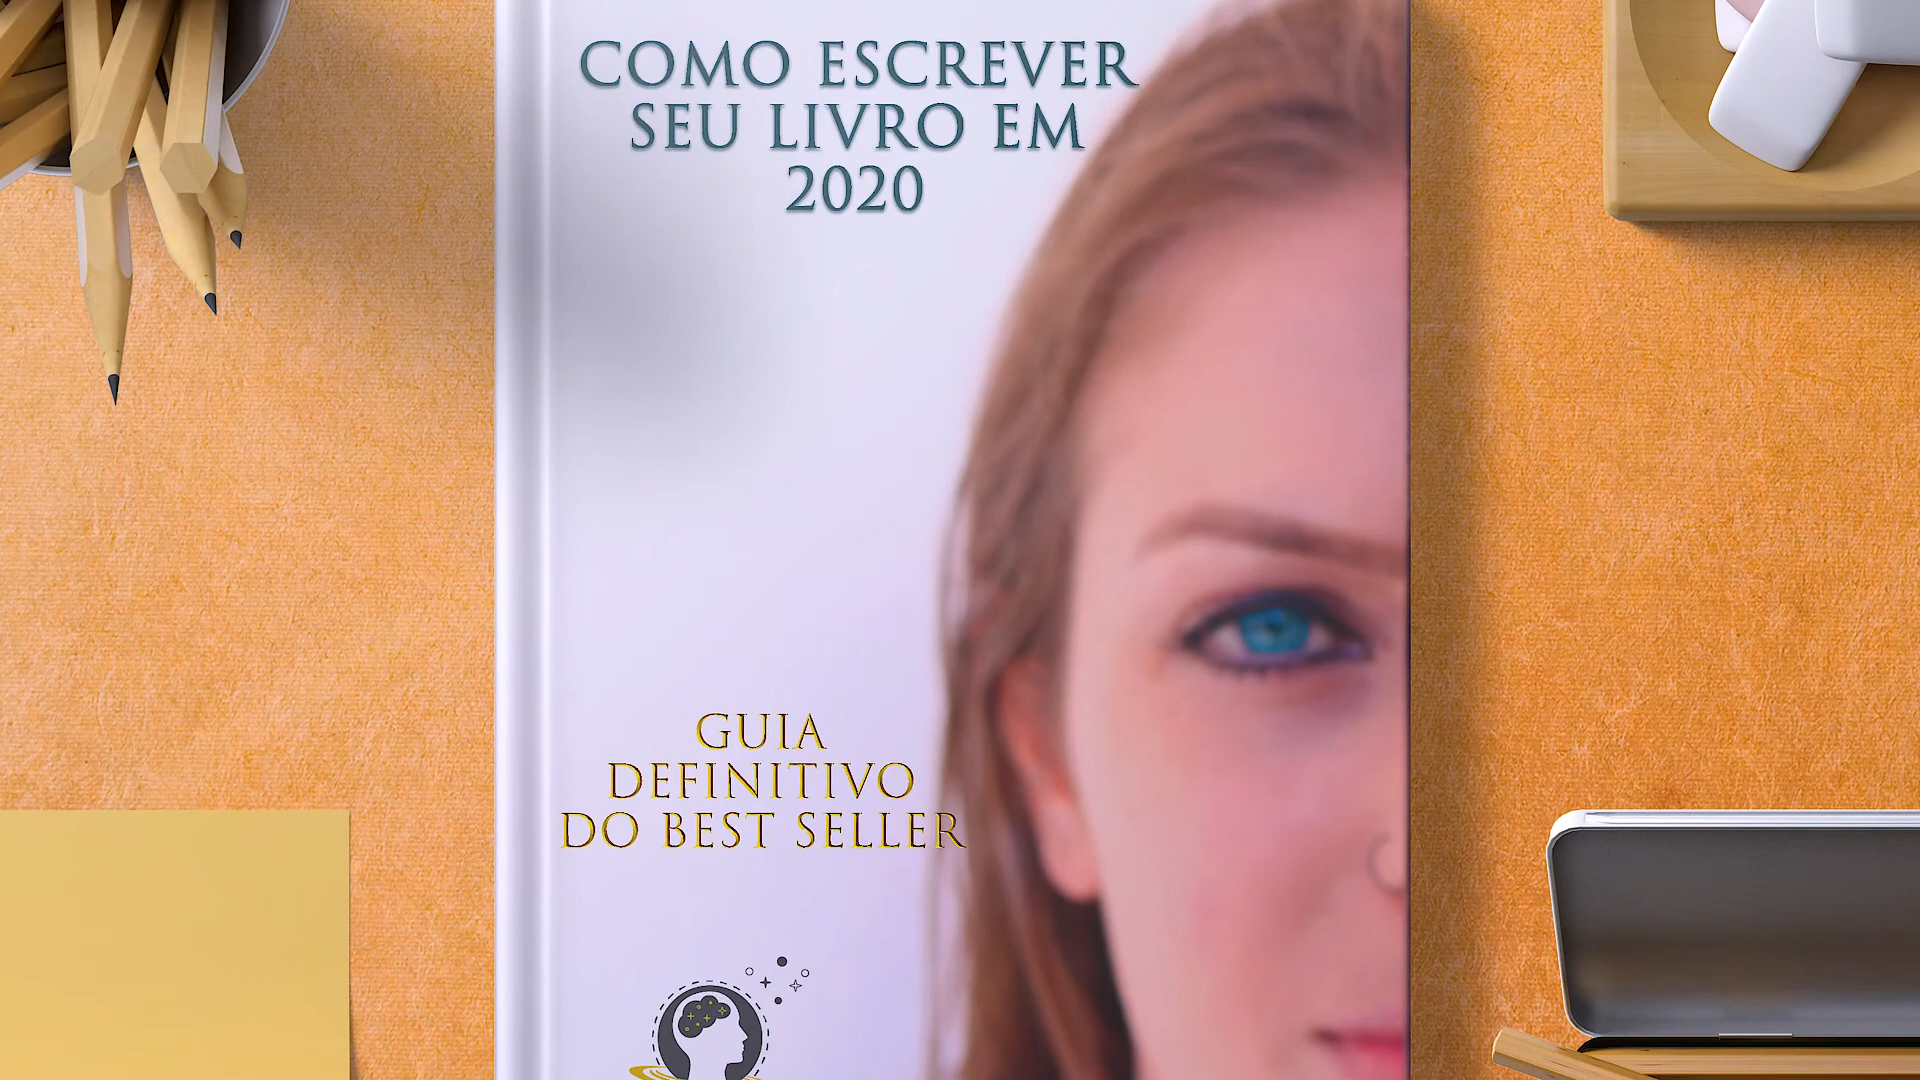 COMO ESCREVER
SEU LIVRO EM
2020
GUIA
DEFINITIVO
DO BEST SELLER